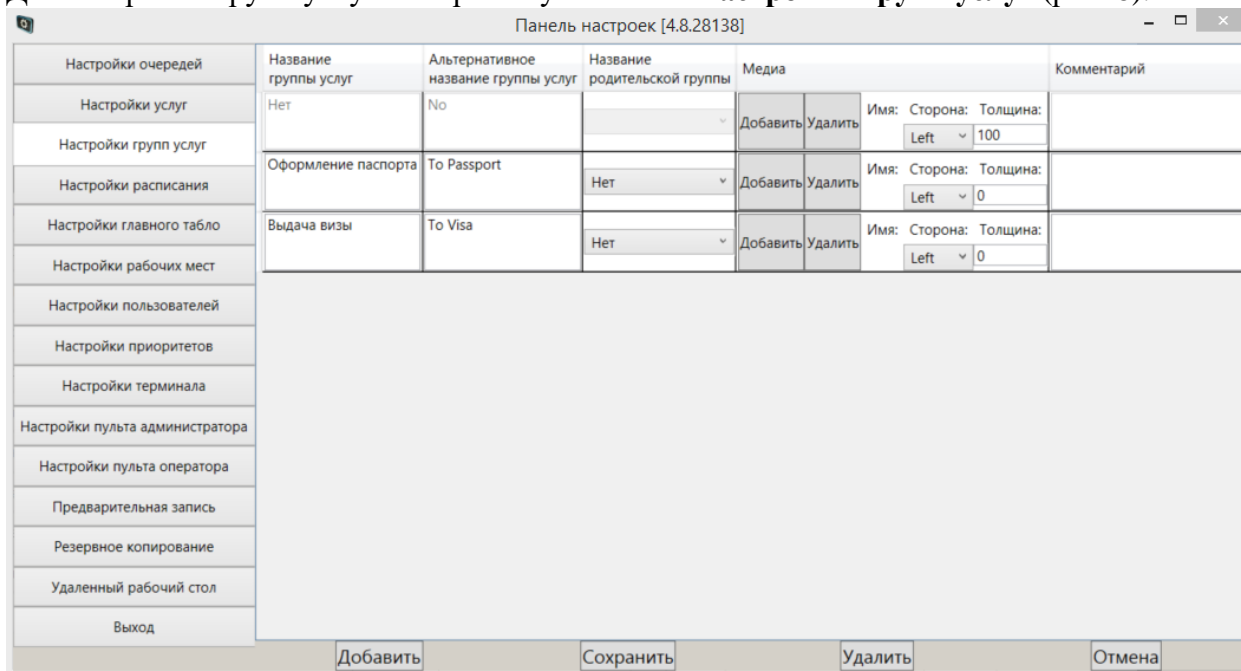 Панель настроек [4.8.28138]
Настройки очередей
Настройки услуг
Настройки групп услуг
Настройки расписания
Настройки главного табло
Настройки рабочих мест
Настройки пользователей
Настройки приоритетов
Настройки терминала
Настройки пульта администратора
Настройки пульта оператора
Предварительная запись
Резервное копирование
Удаленный рабочий стол
Выход
Название группы услуг Альтернативное название группы услуг Название родительской группы Медиа Комментарий
Нет No Добавить Удалить Имя: Сторона: Толщина:
Left 100
Оформление паспорта To Passport Нет Добавить Удалить Имя: Сторона: Толщина:
Left 0
Выдача визы To Visa Нет Добавить Удалить Имя: Сторона: Толщина:
Left 0
Добавить Сохранить Удалить Отмена